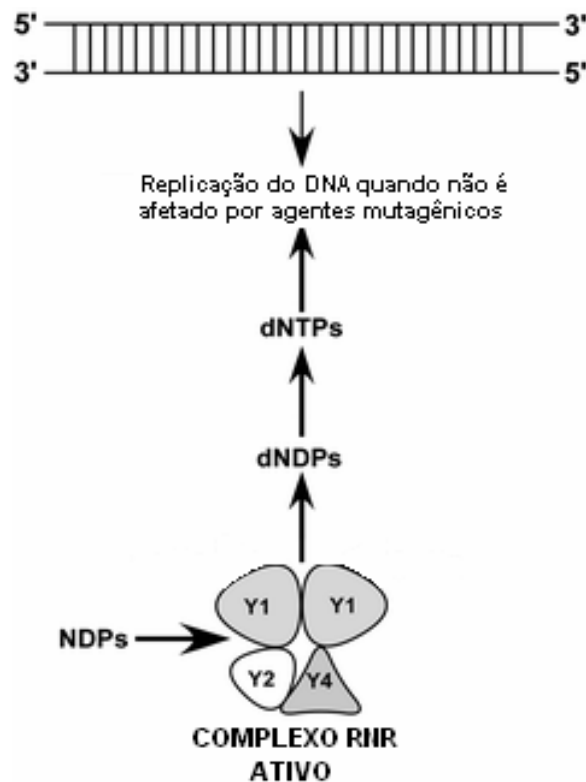 5' 3'
3' 5'
Replicação do DNA quando não é
afetado por agentes mutagênicos
dNTPs
dNDPs
Y1 Y1
NDPs
Y2 Y4
COMPLEXO RNR
ATIVO